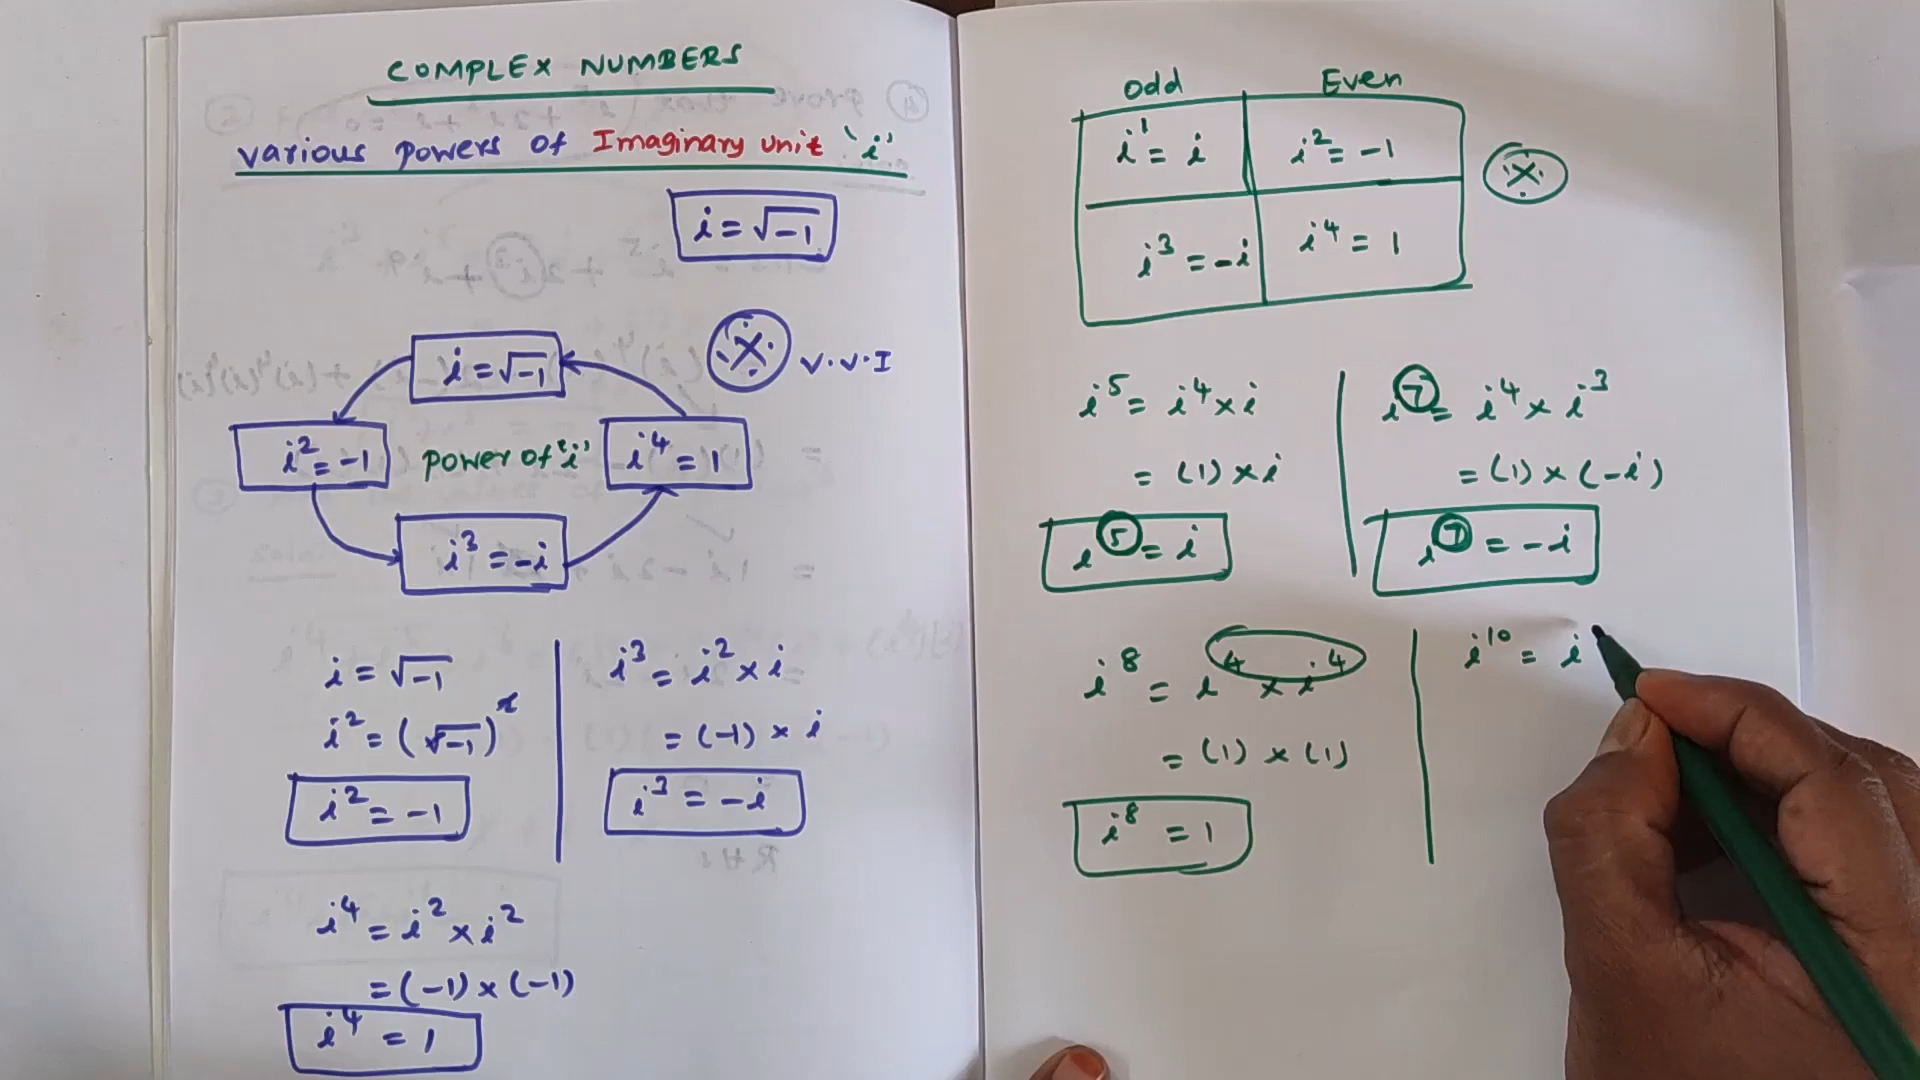 COMPLEX NUMBERS
various powers of Imaginary unit 'i'
i = √-1
i = √-1
V.V.I
i² = -1
power of 'i'
i⁴ = 1
i³ = -i
i = √-1
i² = (√-1)²
i² = -1
i³ = i² × i
= (-1) × i
i³ = -i
i⁴ = i² × i²
= (-1) × (-1)
i⁴ = 1
odd Even
i¹ = i i² = -1
i³ = -i i⁴ = 1
i⁵ = i⁴ × i
= (1) × i
i⁵ = i
i⁷ = i⁴ × i³
= (1) × (-i)
i⁷ = -i
i⁸ = i⁴ × i⁴
= (1) × (1)
i⁸ = 1
i¹⁰ = i